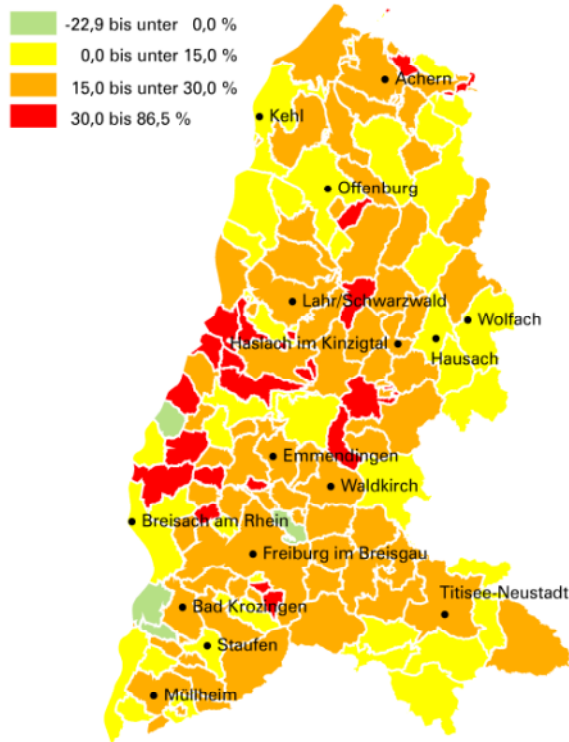 -22,9 bis unter 0,0 %
0,0 bis unter 15,0 %
15,0 bis unter 30,0 %
30,0 bis 86,5 %
Achern
Kehl
Offenburg
Lahr/Schwarzwald
Wolfach
Haslach im Kinzigtal
Hausach
Emmendingen
Waldkirch
Breisach am Rhein
Freiburg im Breisgau
Titisee-Neustadt
Bad Krozingen
Staufen
Müllheim